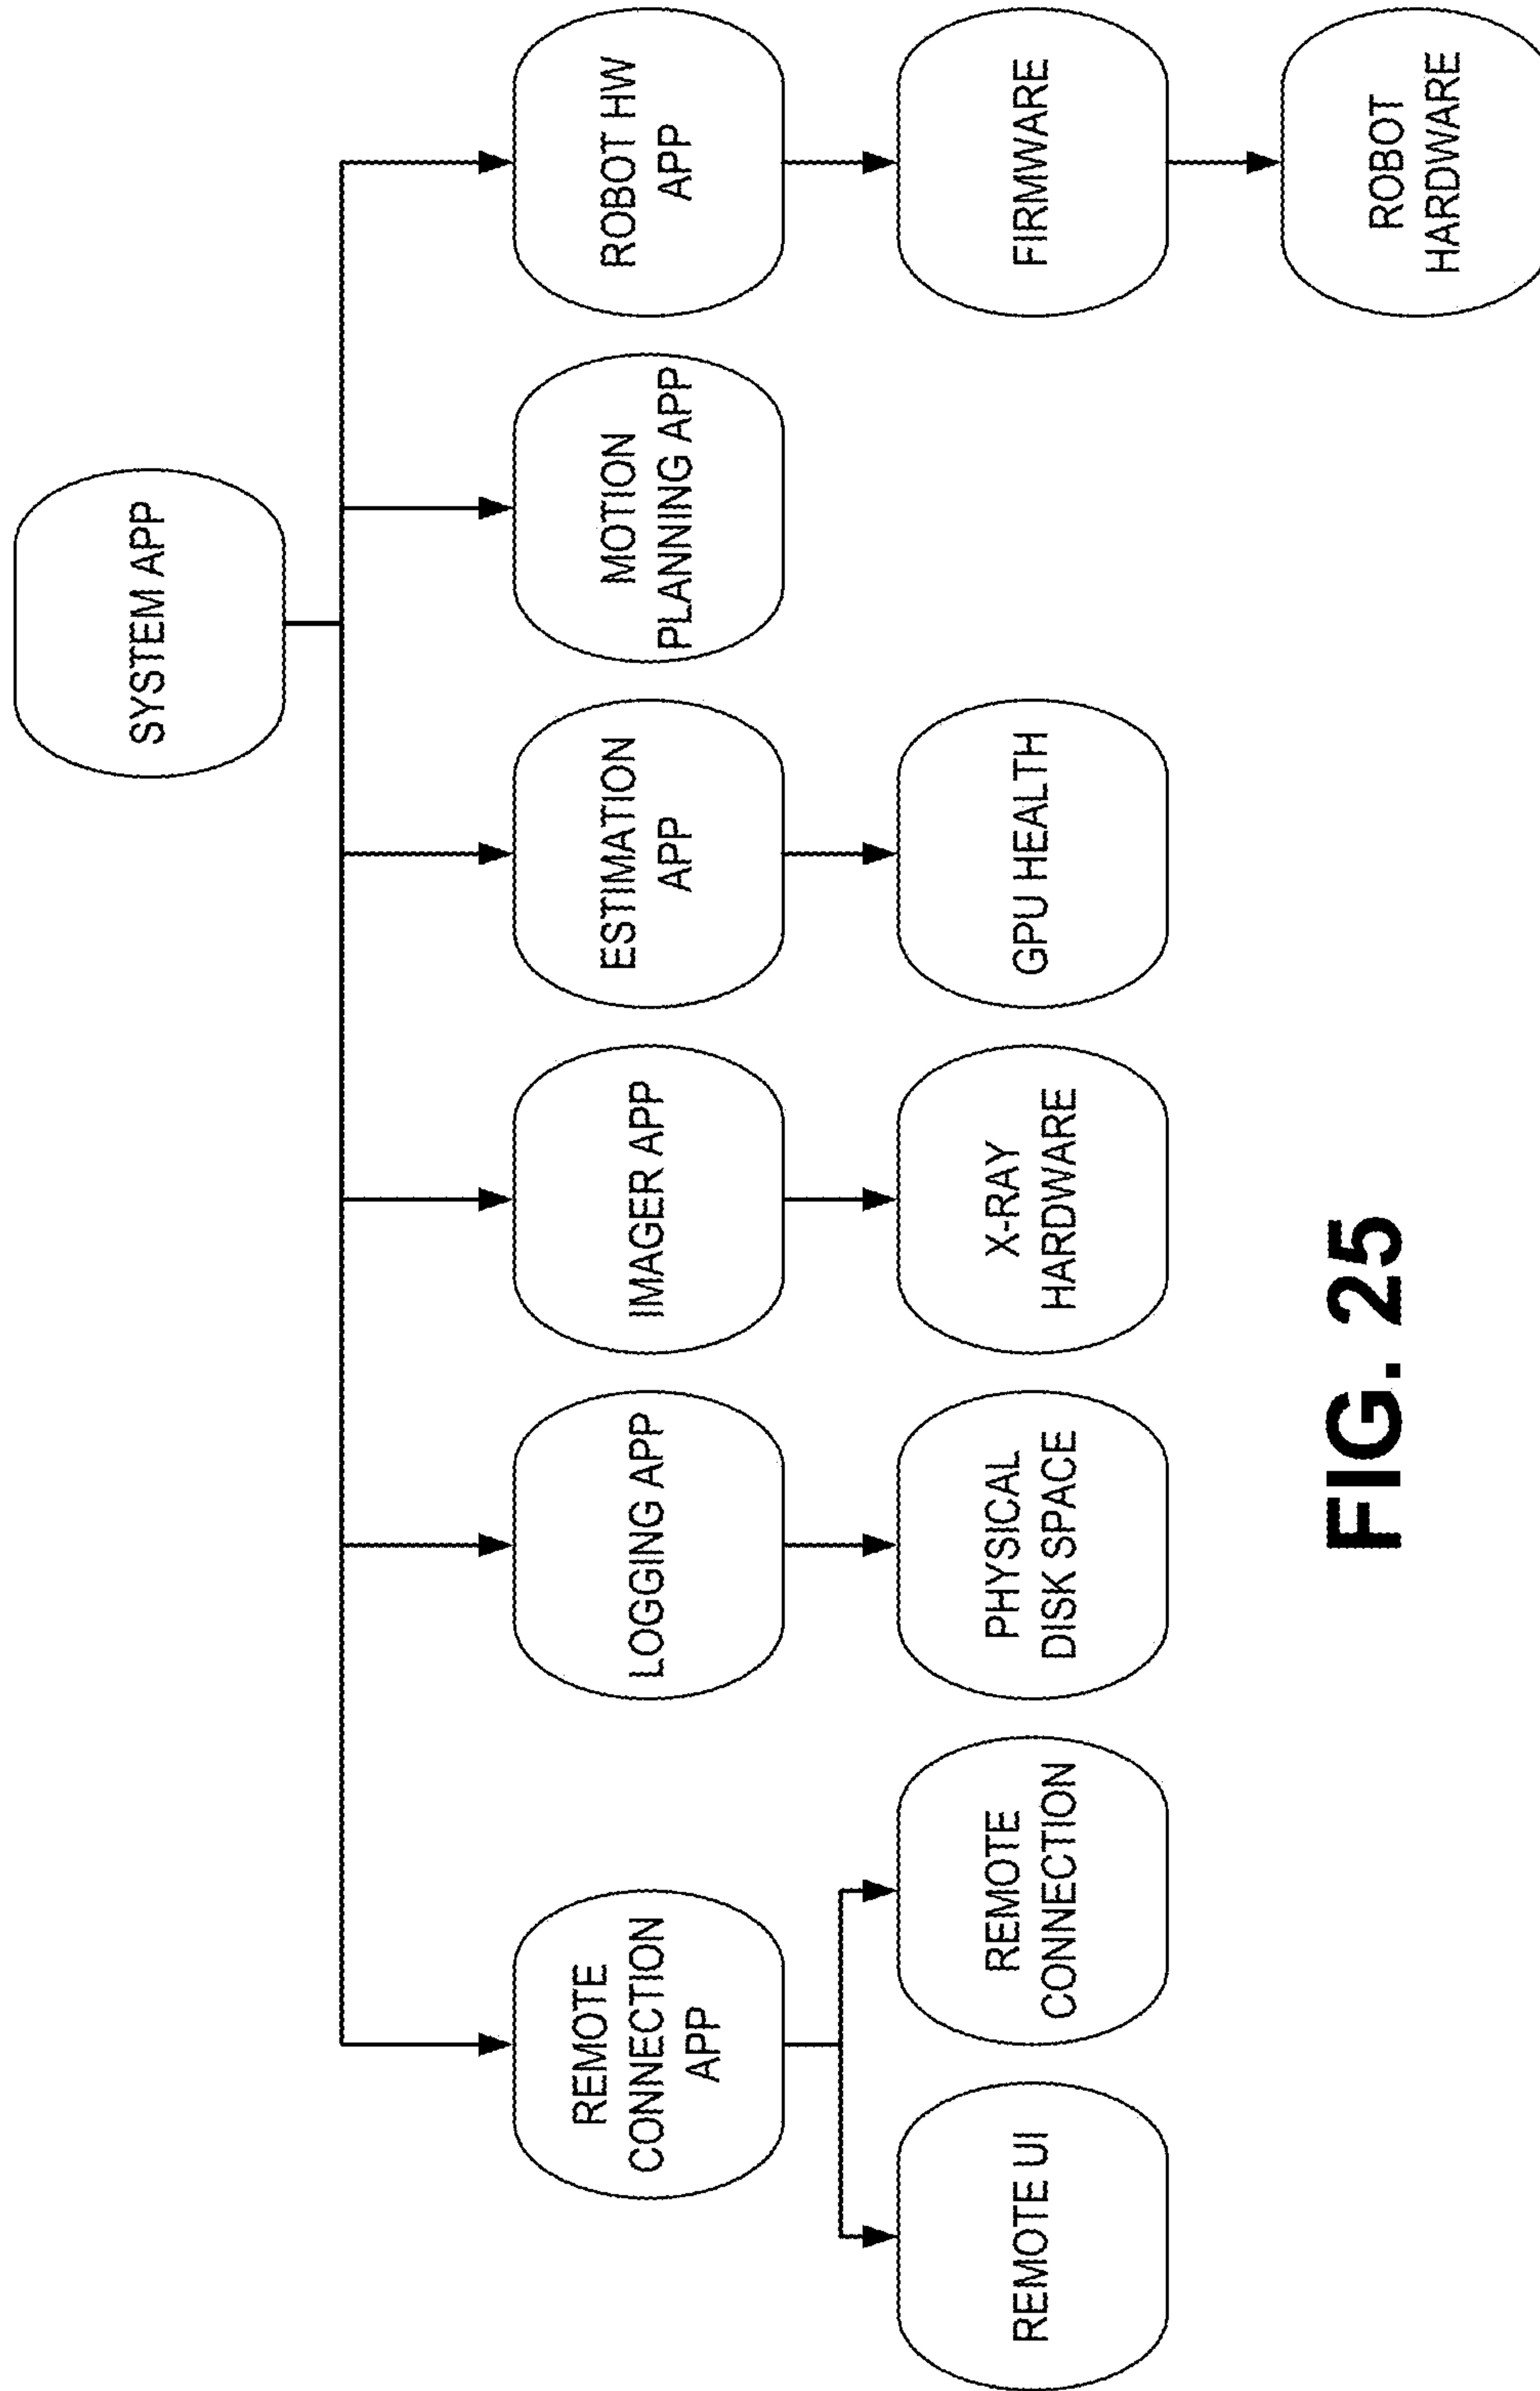 SYSTEM APP
REMOTE
CONNECTION
APP
LOGGING APP
IMAGER APP
ESTIMATION
APP
MOTION
PLANNING APP
ROBOT HW
APP
REMOTE UI
REMOTE
CONNECTION
PHYSICAL
DISK SPACE
X-RAY
HARDWARE
GPU HEALTH
FIRMWARE
ROBOT
HARDWARE
FIG. 25